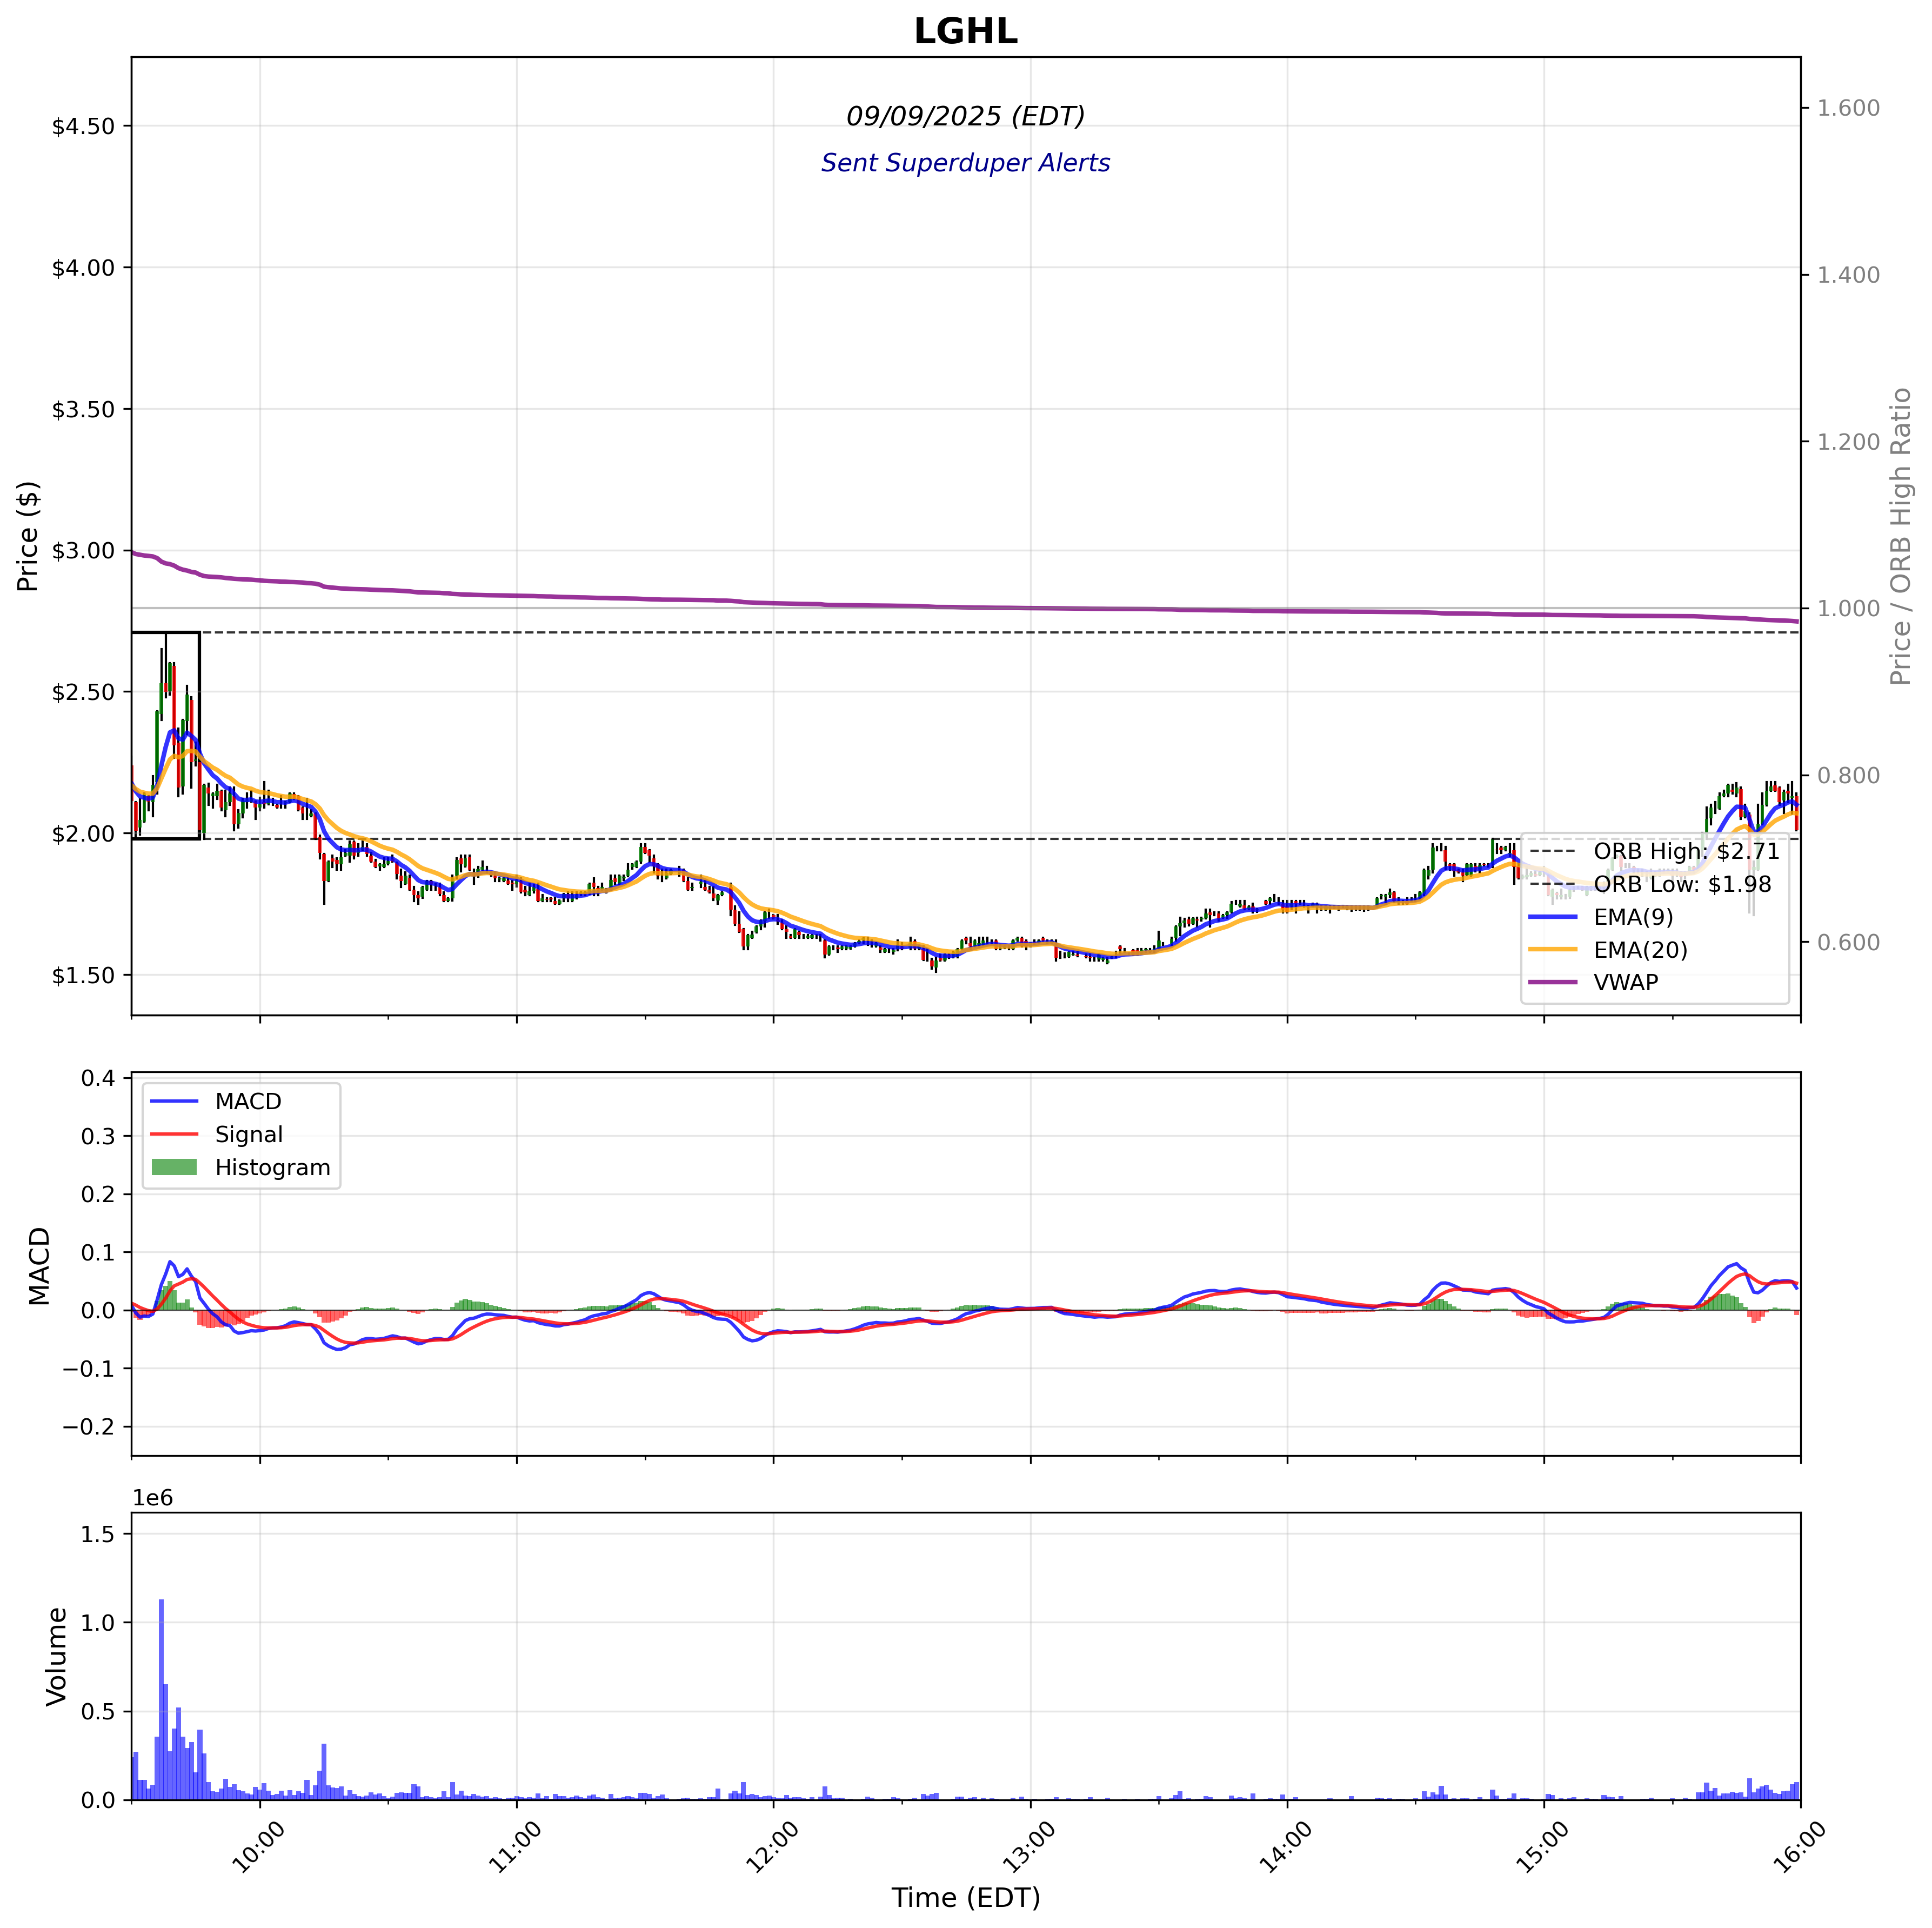 LGHL
09/09/2025 (EDT)
Sent Superduper Alerts
Price ($)
$4.50
$4.00
$3.50
$3.00
$2.50
$2.00
$1.50
1.600
1.400
1.200
1.000
0.800
0.600
Price / ORB High Ratio
ORB High: $2.71
ORB Low: $1.98
EMA(9)
EMA(20)
VWAP
MACD
0.4
0.3
0.2
0.1
0.0
−0.1
−0.2
MACD
Signal
Histogram
1e6
Volume
1.5
1.0
0.5
0.0
10:00
11:00
12:00
13:00
14:00
15:00
16:00
Time (EDT)